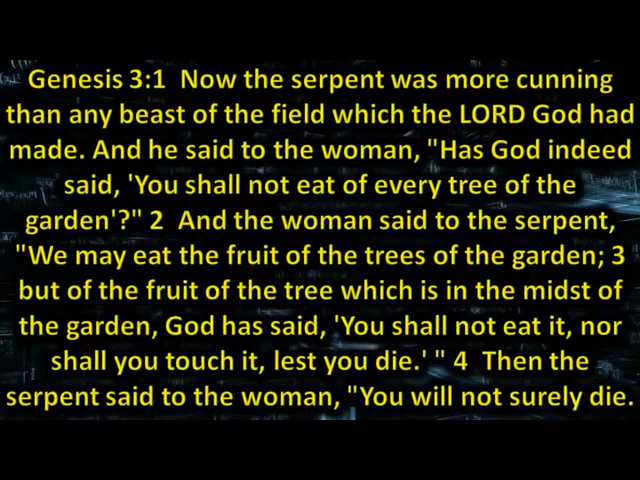 Genesis 3:1  Now the serpent was more cunning
than any beast of the field which the LORD God had
made. And he said to the woman, "Has God indeed
said, 'You shall not eat of every tree of the
garden'?" 2  And the woman said to the serpent,
"We may eat the fruit of the trees of the garden; 3
but of the fruit of the tree which is in the midst of
the garden, God has said, 'You shall not eat it, nor
shall you touch it, lest you die.' " 4  Then the
serpent said to the woman, "You will not surely die.